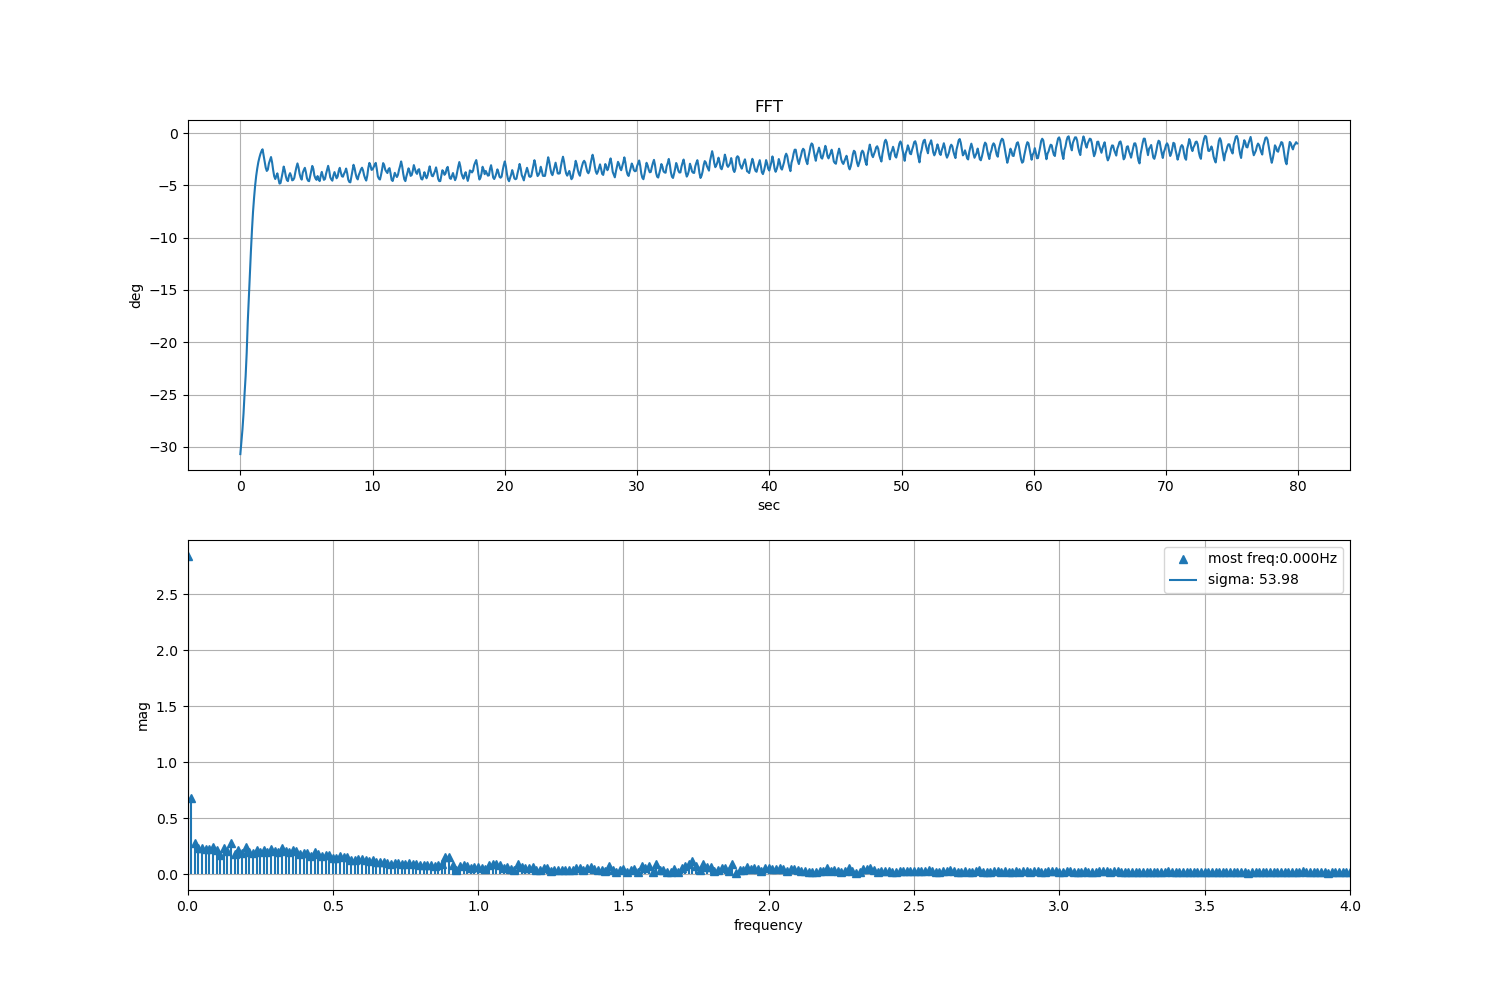 FFT
0
−5
−10
−15
−20
−25
−30
deg
0 10 20 30 40 50 60 70 80
sec
most freq:0.000Hz
sigma: 53.98
2.5
2.0
1.5
1.0
0.5
0.0
mag
0.0 0.5 1.0 1.5 2.0 2.5 3.0 3.5 4.0
frequency